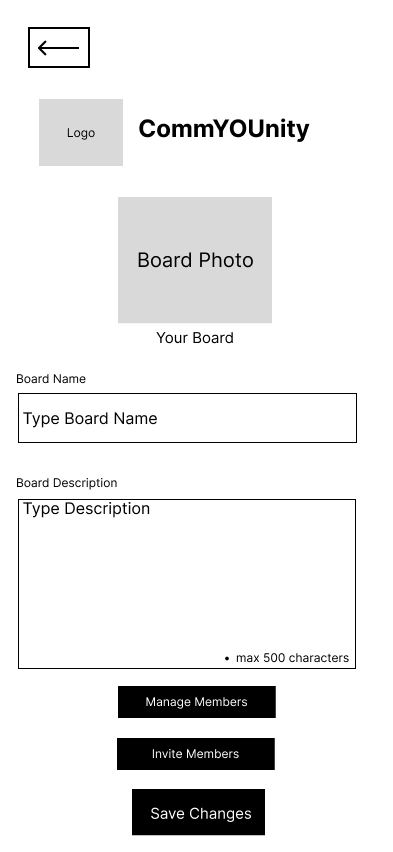 Logo
CommYOUnity
Board Photo
Your Board
Board Name
Type Board Name
Board Description
Type Description
• max 500 characters
Manage Members
Invite Members
Save Changes